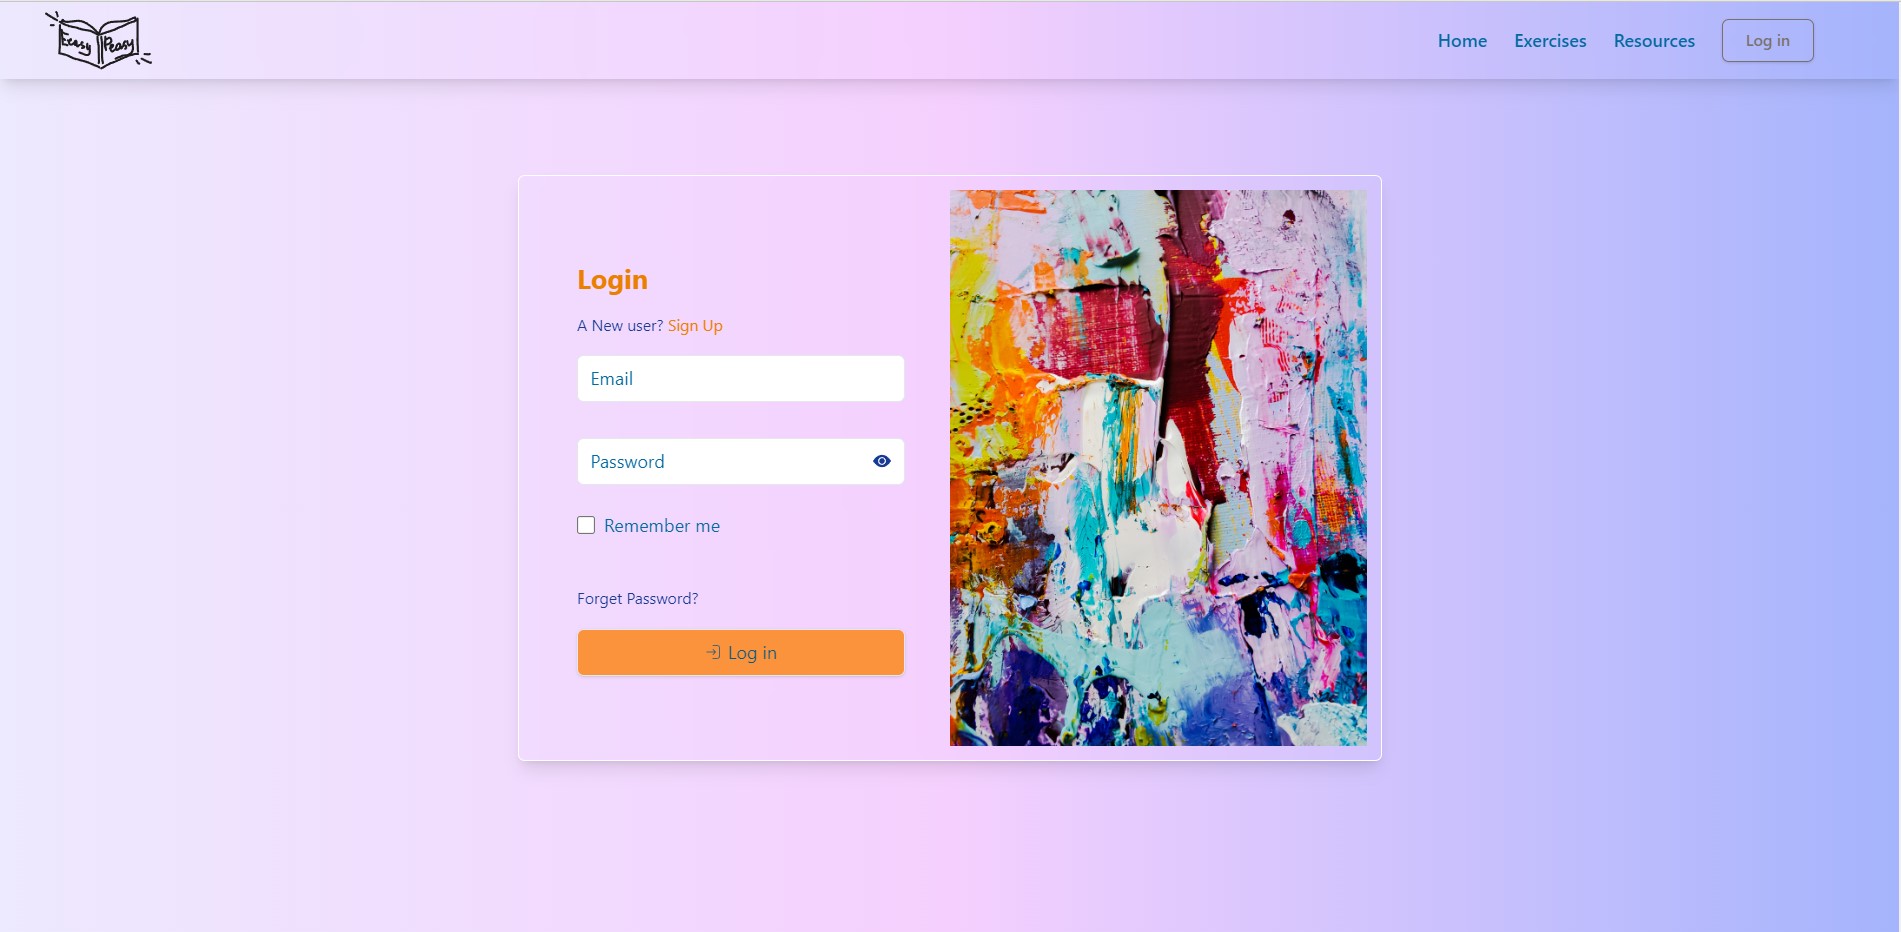 Eeasy Peasy
Home Exercises Resources Log in
Login
A New user? Sign Up
Email
Password
Remember me
Forget Password?
Log in